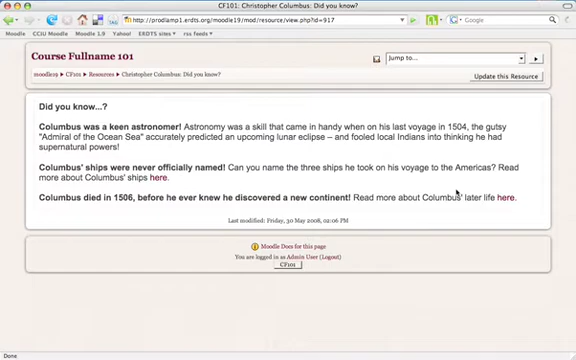 CF101: Christopher Columbus: Did you know?
http://prodlamp1.erdts.org/moodle19/mod/resource/view.php?id=917
Google
Moodle CCIU Moodle Moodle 1.9 Yahoo! ERDTS sites rss feeds
Course Fullname 101
Jump to...
moodle19 ► CF101 ► Resources ► Christopher Columbus: Did you know?
Update this Resource
Did you know...?
Columbus was a keen astronomer! Astronomy was a skill that came in handy when on his last voyage in 1504, the gutsy
"Admiral of the Ocean Sea" accurately predicted an upcoming lunar eclipse – and fooled local Indians into thinking he had
supernatural powers!
Columbus' ships were never officially named! Can you name the three ships he took on his voyage to the Americas? Read
more about Columbus' ships here.
Columbus died in 1506, before he ever knew he discovered a new continent! Read more about Columbus' later life here.
Last modified: Friday, 30 May 2008, 02:06 PM
Moodle Docs for this page
You are logged in as Admin User (Logout)
CF101
Done